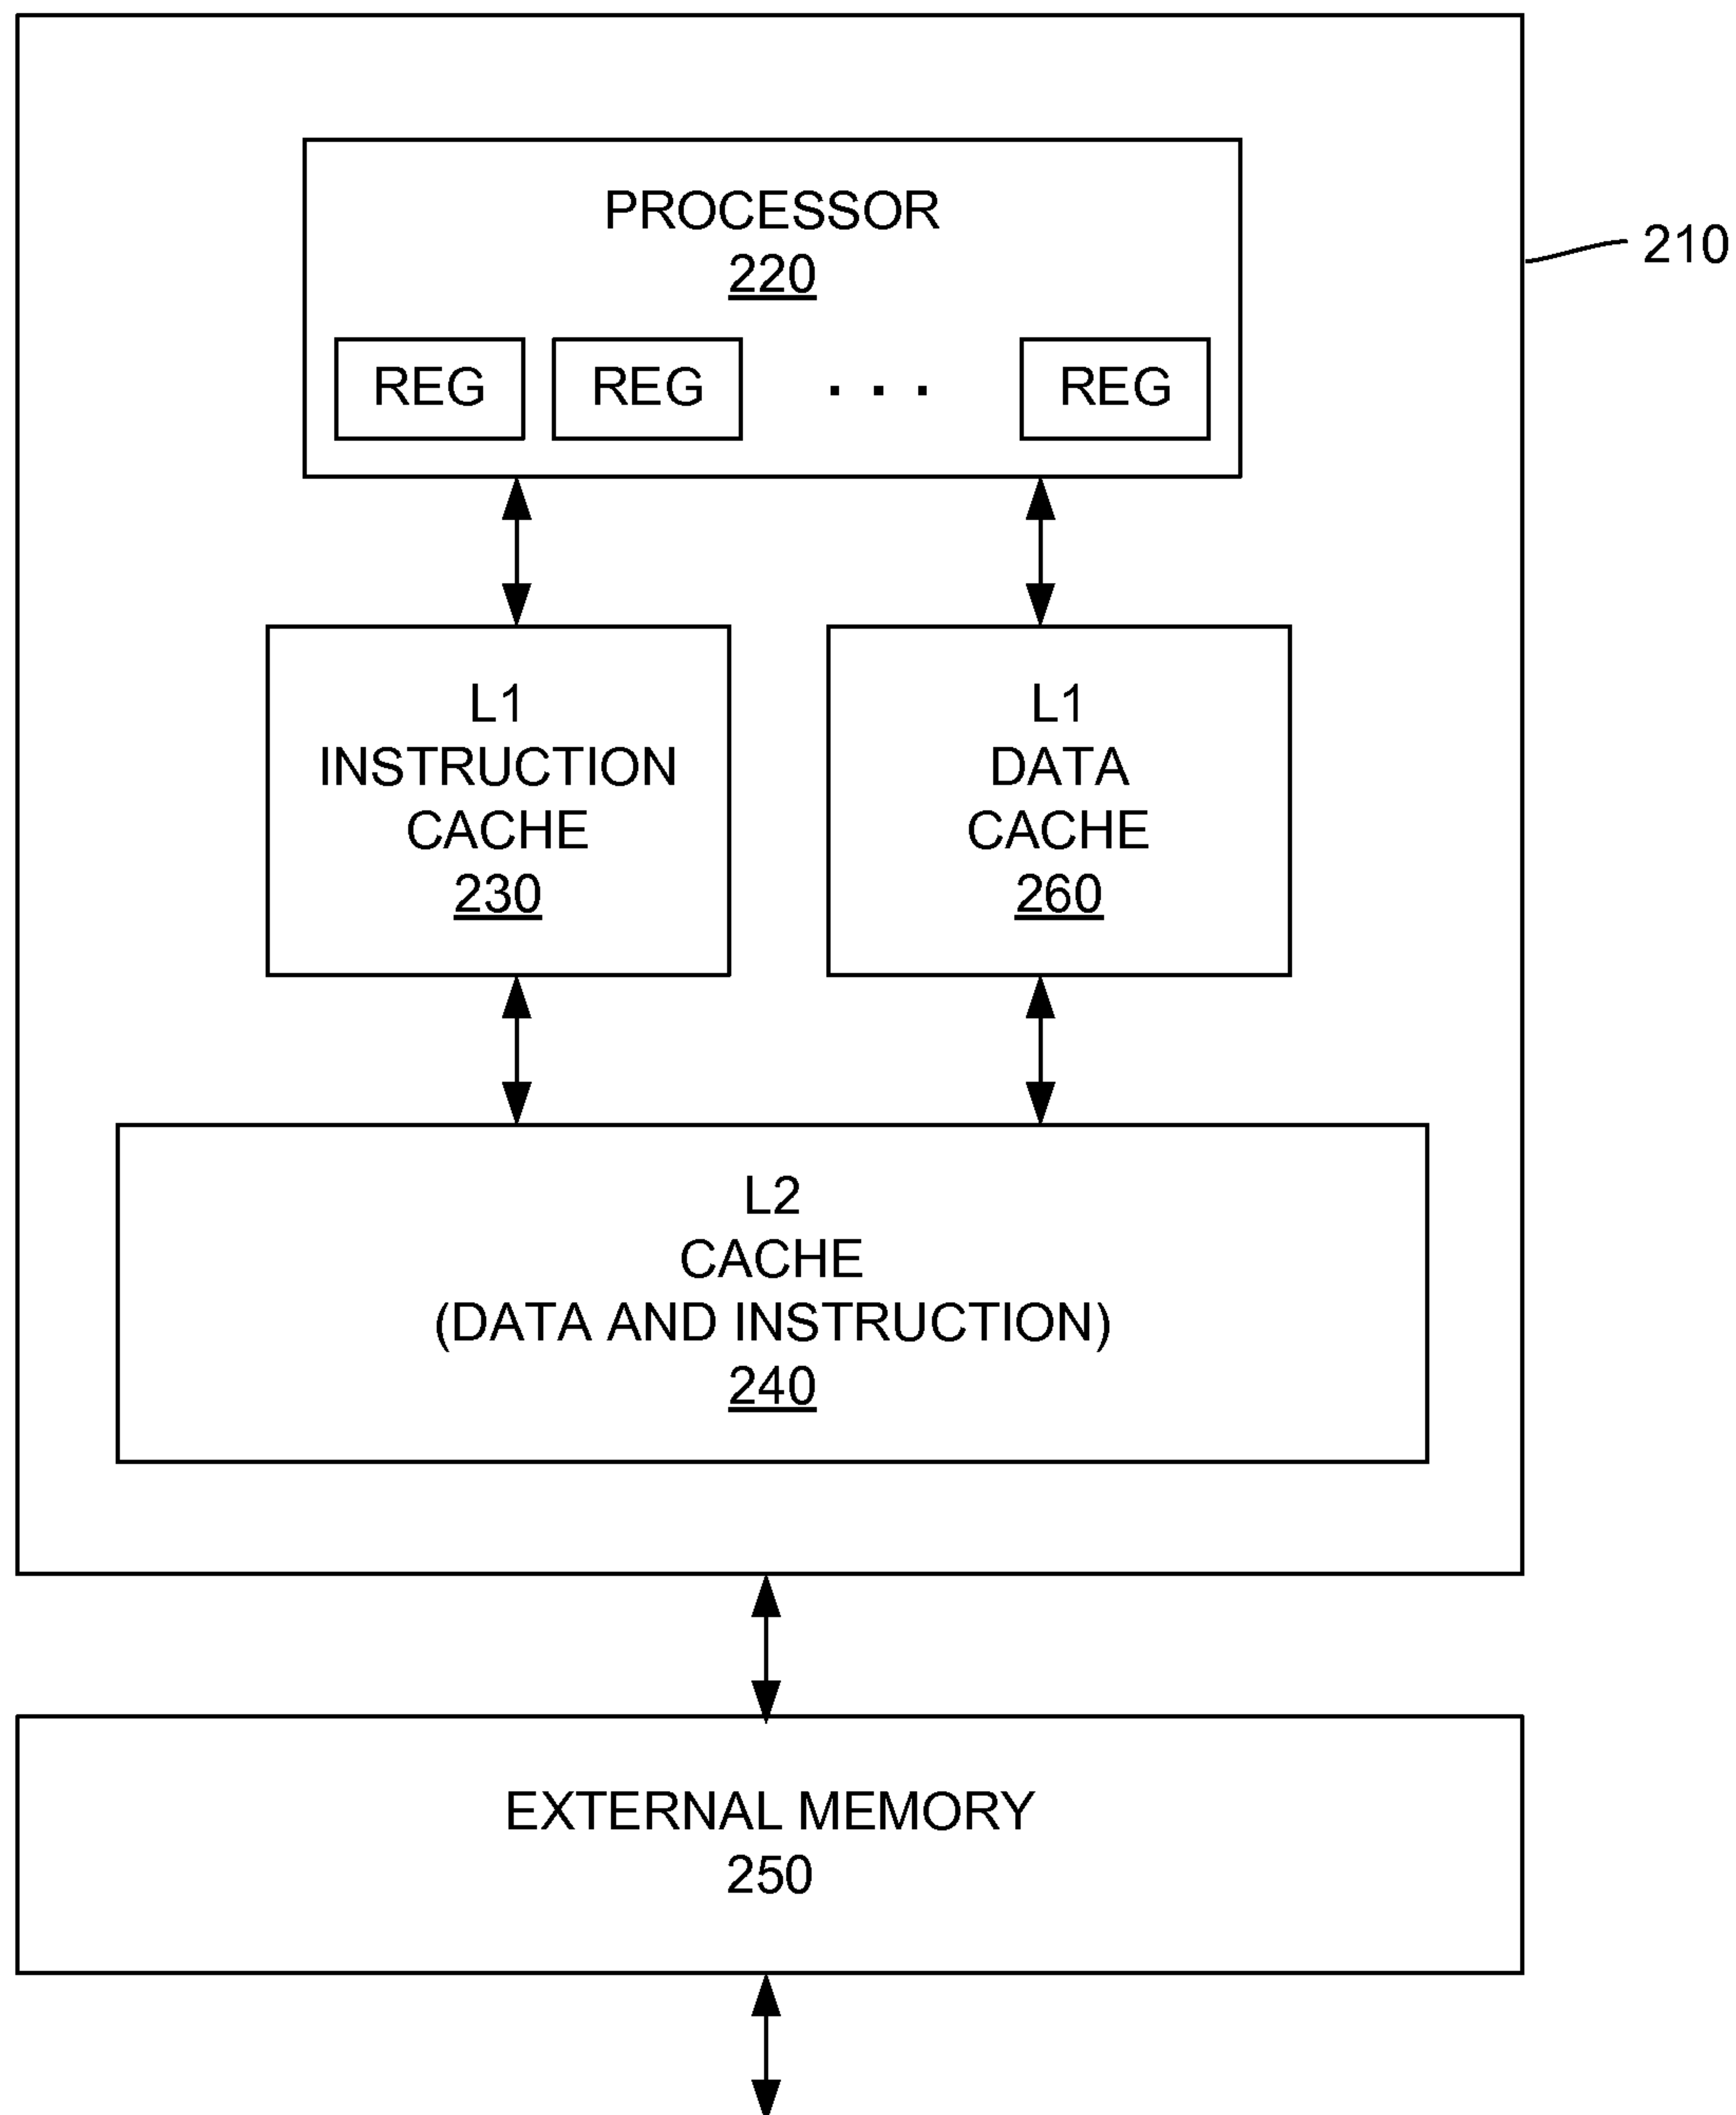 PROCESSOR
220
210
REG REG . . . REG
L1
INSTRUCTION
CACHE
230
L1
DATA
CACHE
260
L2
CACHE
(DATA AND INSTRUCTION)
240
EXTERNAL MEMORY
250